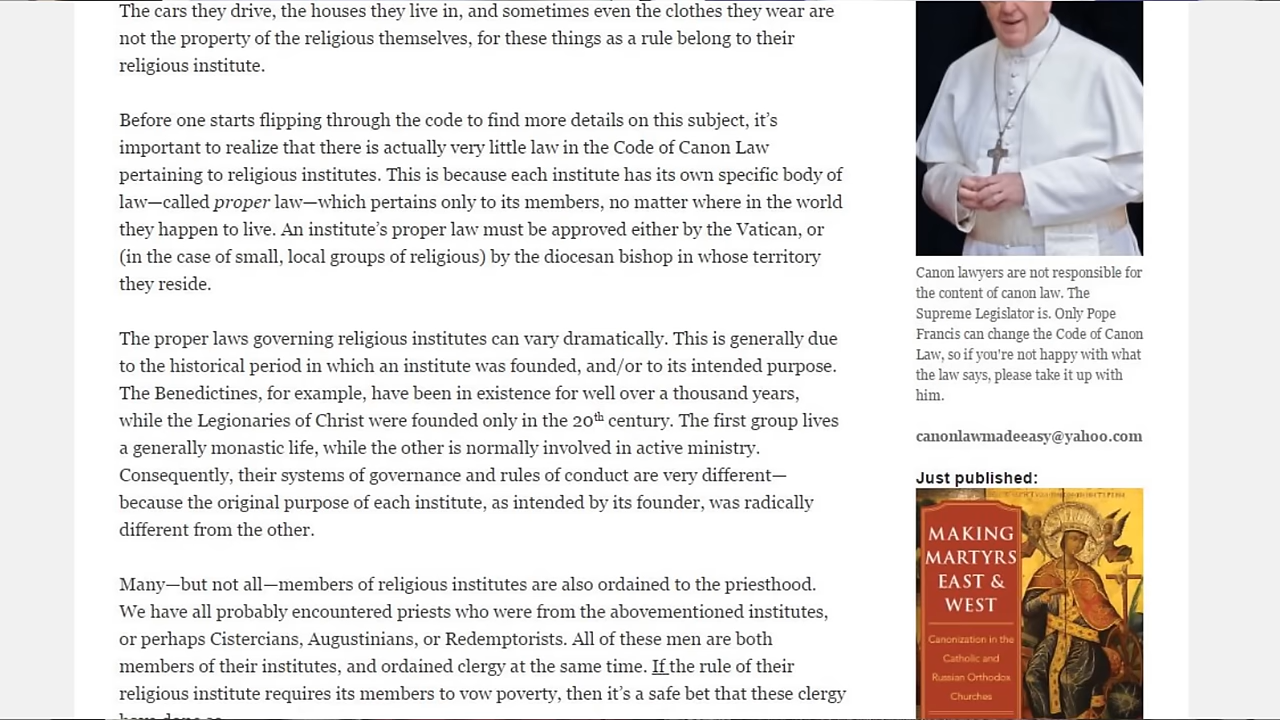 The cars they drive, the houses they live in, and sometimes even the clothes they wear are
not the property of the religious themselves, for these things as a rule belong to their
religious institute.
Before one starts flipping through the code to find more details on this subject, it's
important to realize that there is actually very little law in the Code of Canon Law
pertaining to religious institutes. This is because each institute has its own specific body of
law—called proper law—which pertains only to its members, no matter where in the world
they happen to live. An institute's proper law must be approved either by the Vatican, or
(in the case of small, local groups of religious) by the diocesan bishop in whose territory
they reside.
The proper laws governing religious institutes can vary dramatically. This is generally due
to the historical period in which an institute was founded, and/or to its intended purpose.
The Benedictines, for example, have been in existence for well over a thousand years,
while the Legionaries of Christ were founded only in the 20th century. The first group lives
a generally monastic life, while the other is normally involved in active ministry.
Consequently, their systems of governance and rules of conduct are very different—
because the original purpose of each institute, as intended by its founder, was radically
different from the other.
Many—but not all—members of religious institutes are also ordained to the priesthood.
We have all probably encountered priests who were from the abovementioned institutes,
or perhaps Cistercians, Augustinians, or Redemptorists. All of these men are both
members of their institutes, and ordained clergy at the same time. If the rule of their
religious institute requires its members to vow poverty, then it's a safe bet that these clergy
have done so
Canon lawyers are not responsible for
the content of canon law. The
Supreme Legislator is. Only Pope
Francis can change the Code of Canon
Law, so if you're not happy with what
the law says, please take it up with
him.
canonlawmadeeasy@yahoo.com
Just published:
MAKING
MARTYRS
EAST &
WEST
Canonization in the
Catholic and
Russian Orthodox
Churches